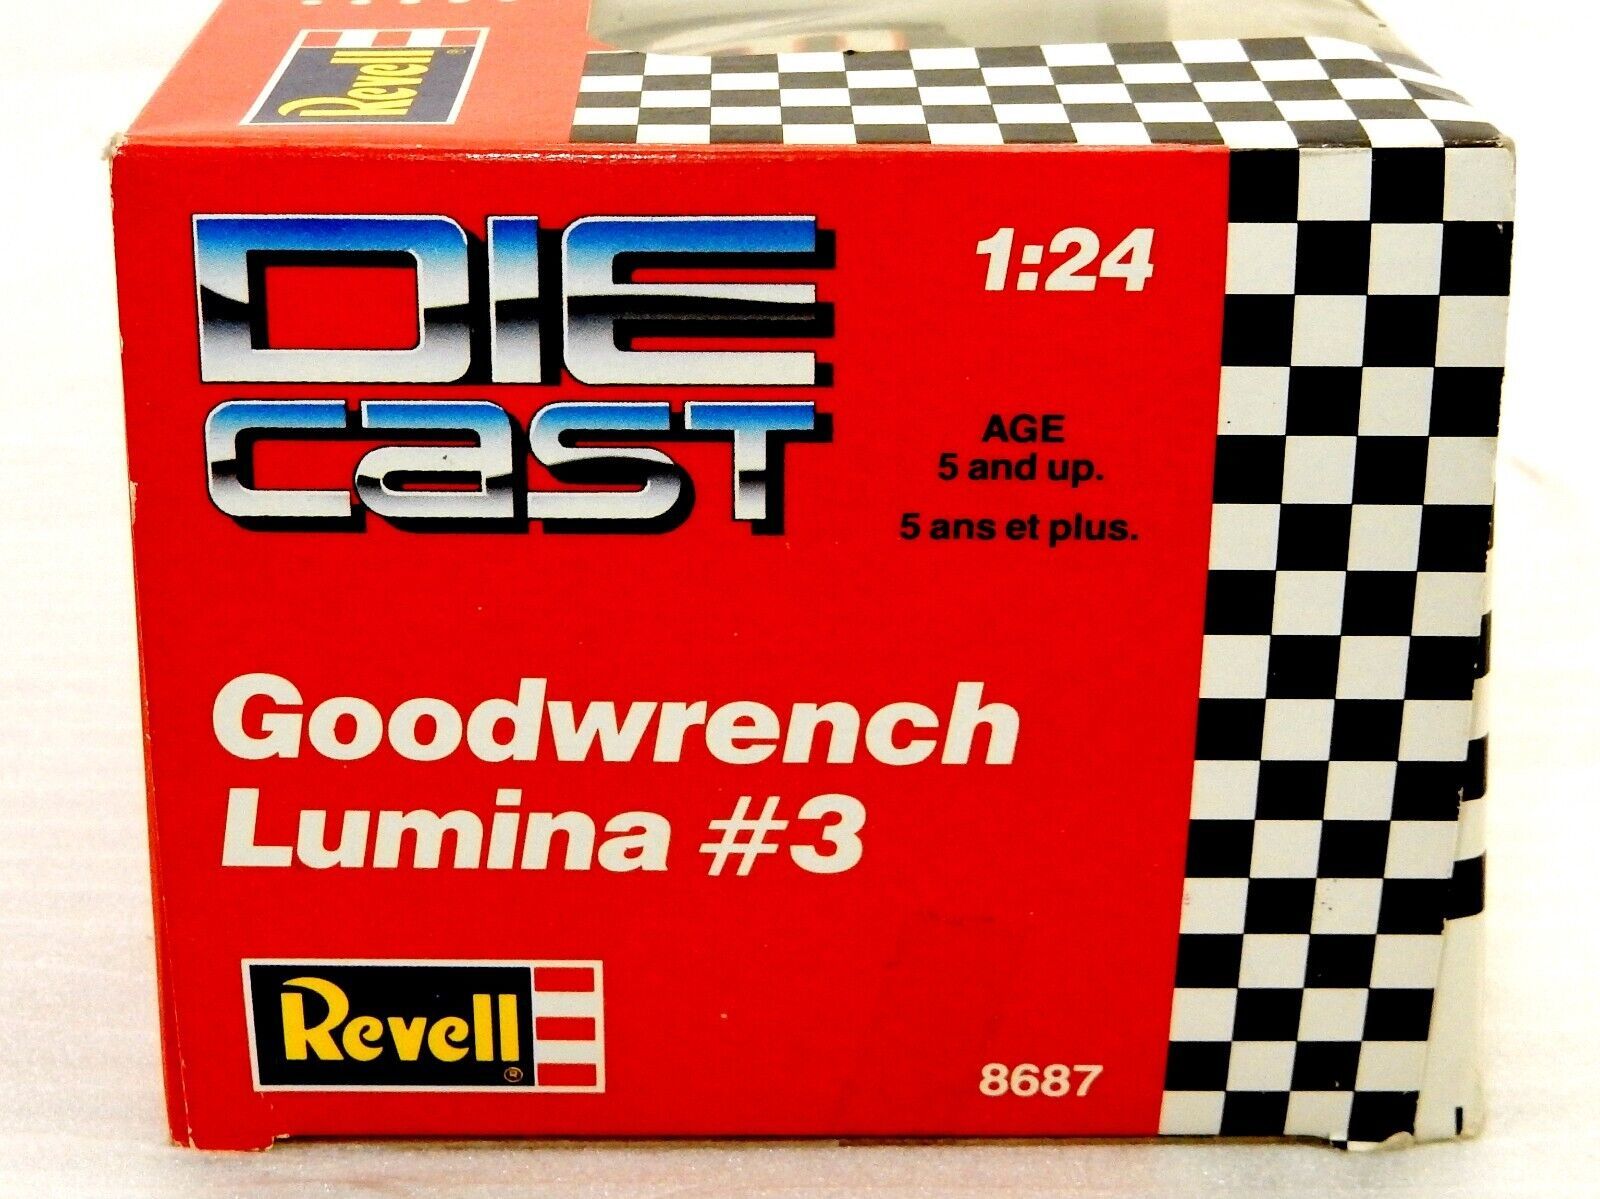 Revell®
DIE
CAST
1:24
AGE
5 and up.
5 ans et plus.
Goodwrench
Lumina #3
Revell®
8687